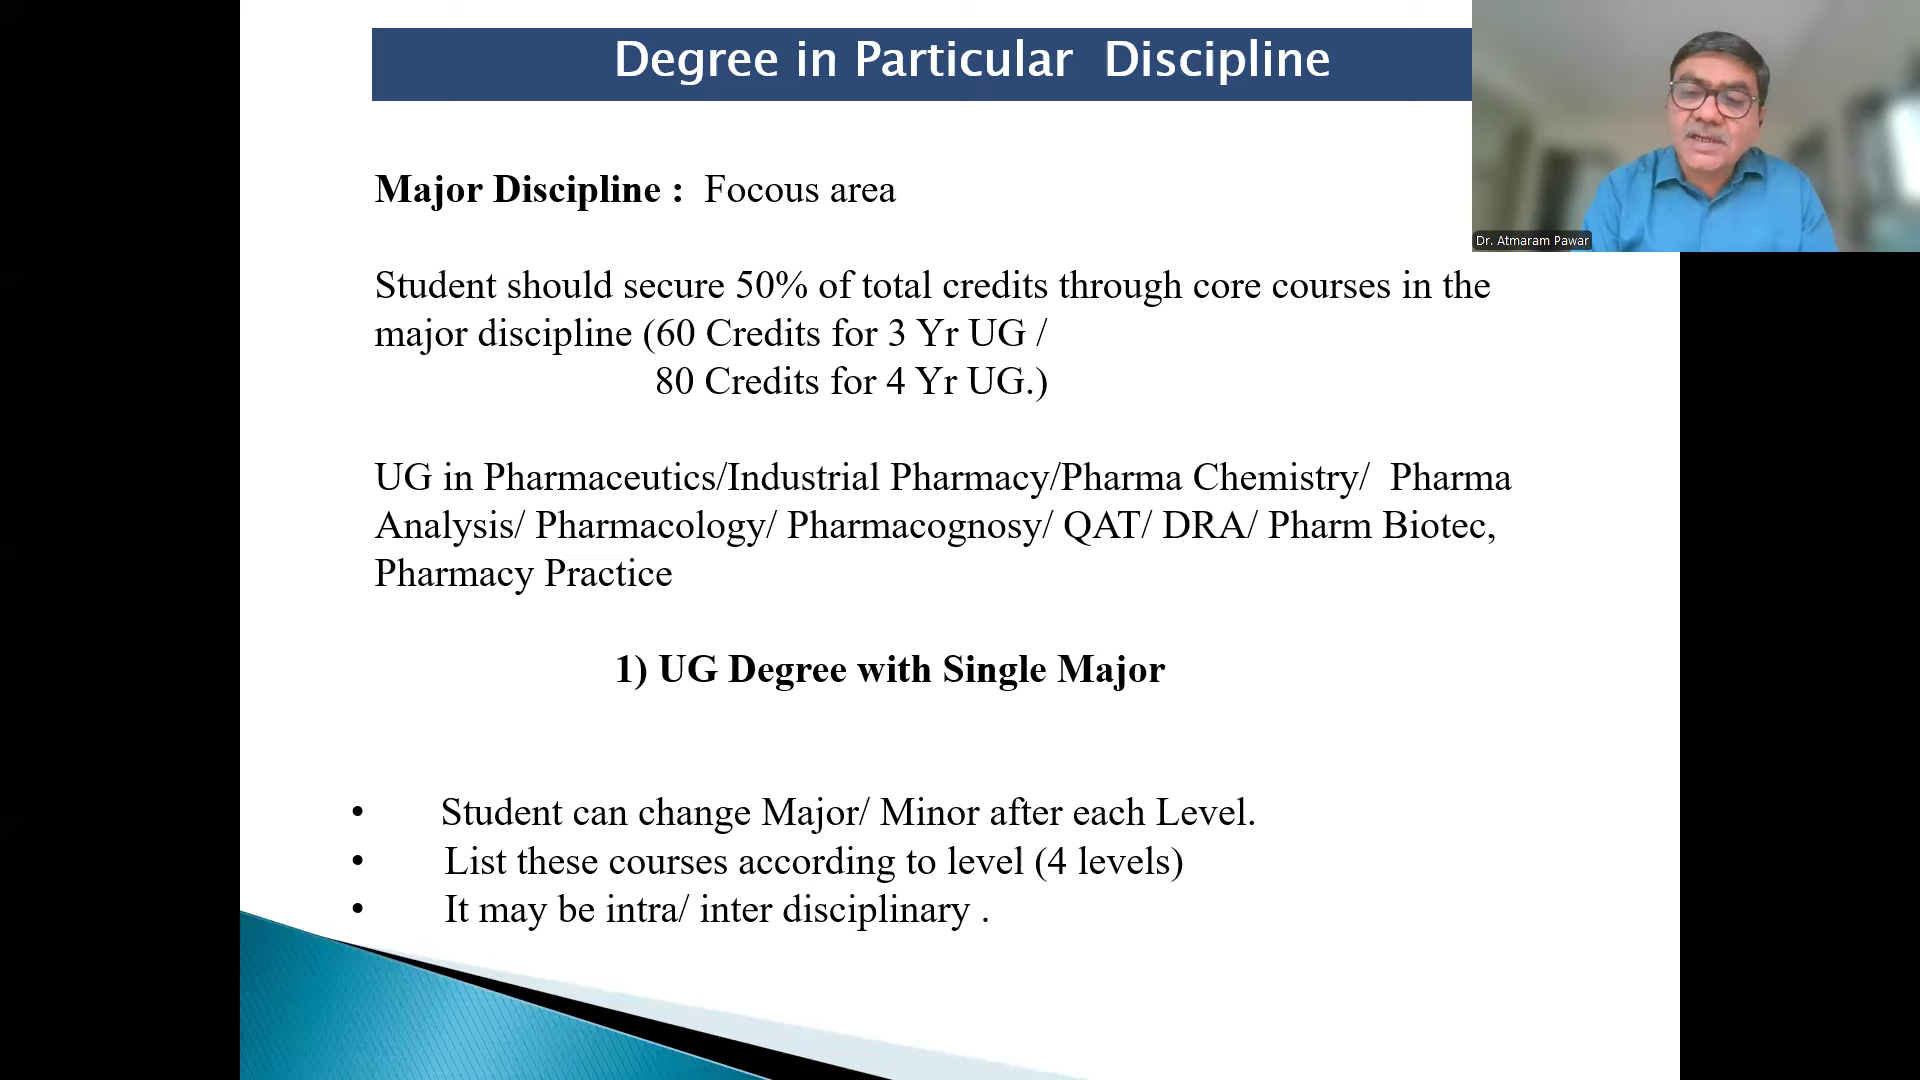 Degree in Particular Discipline
Dr. Atmaram Pawar
Major Discipline : Focous area
Student should secure 50% of total credits through core courses in the
major discipline (60 Credits for 3 Yr UG /
80 Credits for 4 Yr UG.)
UG in Pharmaceutics/Industrial Pharmacy/Pharma Chemistry/ Pharma
Analysis/ Pharmacology/ Pharmacognosy/ QAT/ DRA/ Pharm Biotec,
Pharmacy Practice
1) UG Degree with Single Major
• Student can change Major/ Minor after each Level.
• List these courses according to level (4 levels)
• It may be intra/ inter disciplinary .